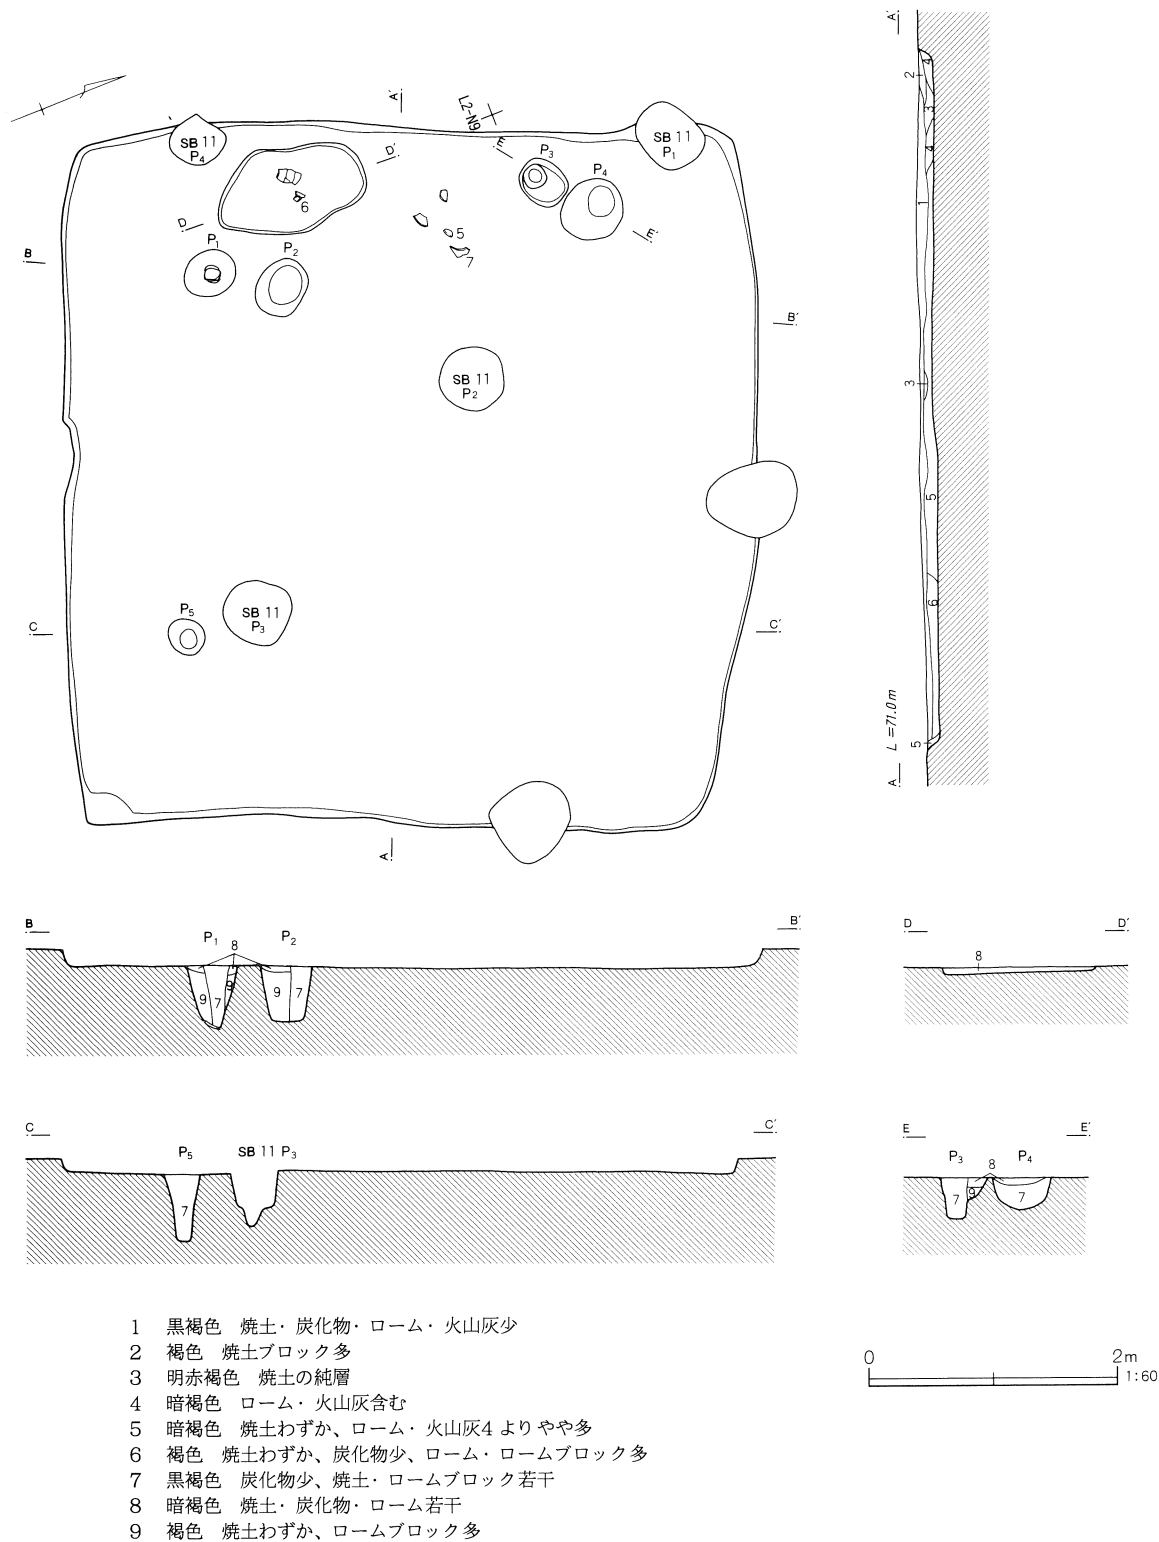 A A′
L2-N9
SB 11
P4
SB 11
P1
D′
E
P3
P4
6
D
5
E′
7
P1
P2
B
B′
SB 11
P2
P5
SB 11
P3
C
C′
A
A′
2
4
3
4
1
3
5
6
L=71.0m
5
A
B B′
P1 8 P2
9 7 9 9 7
D D′
8
C C′
P5 SB 11 P3
7
E E′
P3 8 P4
7 9 7
1 黒褐色 焼土・炭化物・ローム・火山灰少
2 褐色 焼土ブロック多
3 明赤褐色 焼土の純層
4 暗褐色 ローム・火山灰含む
5 暗褐色 焼土わずか、ローム・火山灰4よりやや多
6 褐色 焼土わずか、炭化物少、ローム・ロームブロック多
7 黒褐色 炭化物少、焼土・ロームブロック若干
8 暗褐色 焼土・炭化物・ローム若干
9 褐色 焼土わずか、ロームブロック多
0 2m
1:60